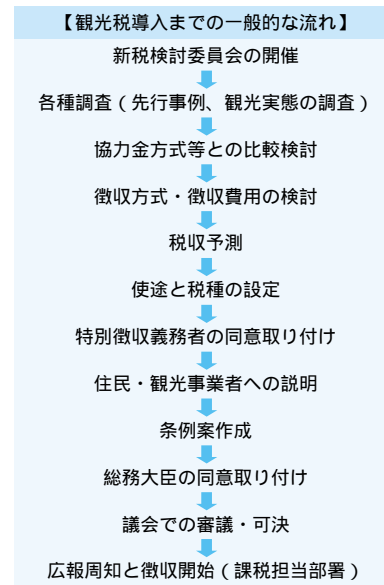 【観光税導入までの一般的な流れ】
新税検討委員会の開催
各種調査（先行事例、観光実態の調査）
協力金方式等との比較検討
徴収方式・徴収費用の検討
税収予測
使途と税種の設定
特別徴収義務者の同意取り付け
住民・観光事業者への説明
条例案作成
総務大臣の同意取り付け
議会での審議・可決
広報周知と徴収開始（課税担当部署）